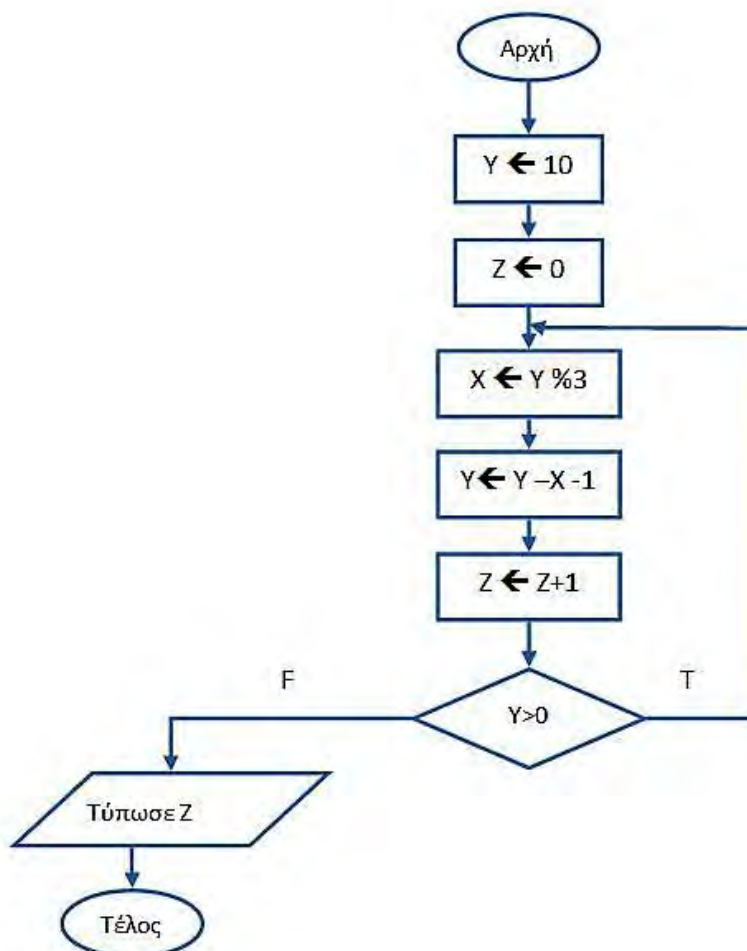 Αρχή
Y 🡸 10
Z 🡸 0
X 🡸 Y %3
Y🡸 Y –X -1
Z 🡸 Z+1
F
T
Y>0
Τύπωσε Z
Τέλος